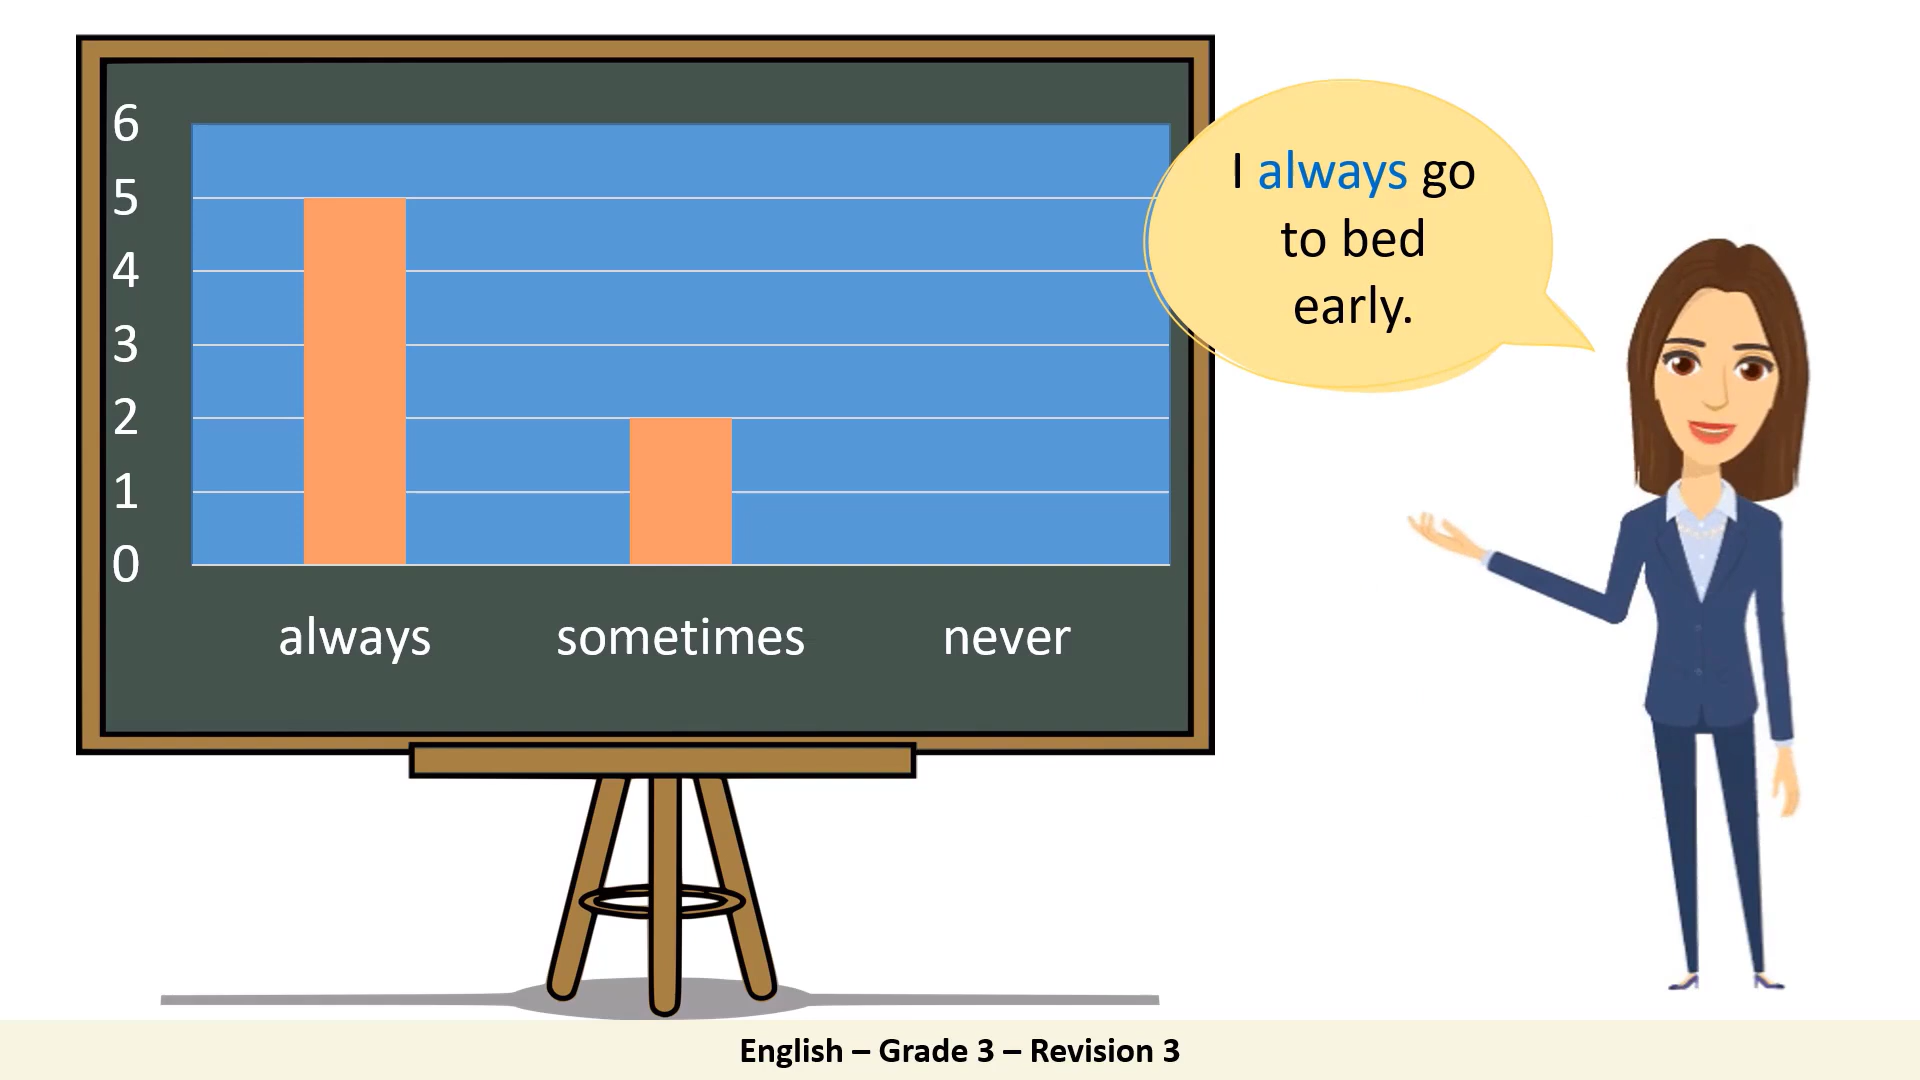 6
5
4
3
2
1
0
always sometimes never
I always go
to bed
early.
English – Grade 3 – Revision 3